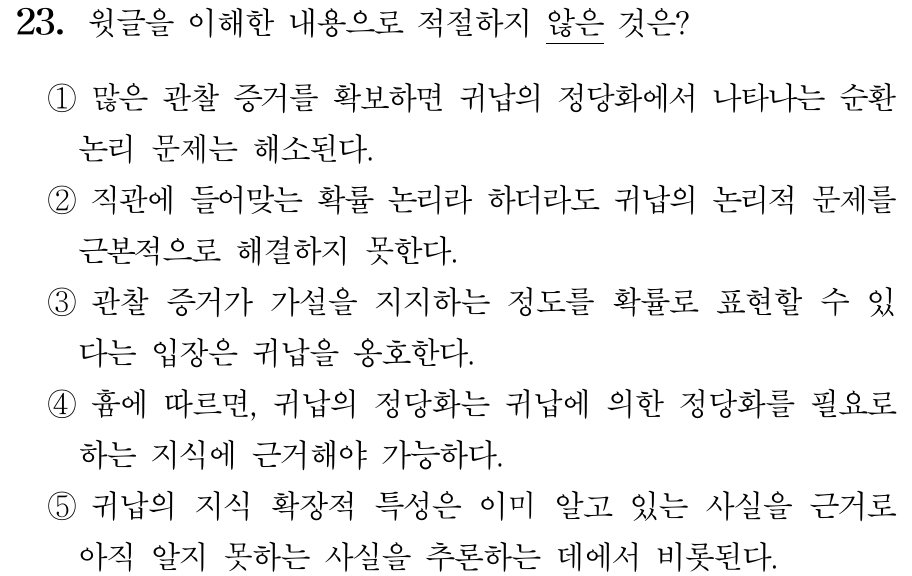 23. 윗글을 이해한 내용으로 적절하지 않은 것은?
① 많은 관찰 증거를 확보하면 귀납의 정당화에서 나타나는 순환
논리 문제는 해소된다.
② 직관에 들어맞는 확률 논리라 하더라도 귀납의 논리적 문제를
근본적으로 해결하지 못한다.
③ 관찰 증거가 가설을 지지하는 정도를 확률로 표현할 수 있
다는 입장은 귀납을 옹호한다.
④ 흄에 따르면, 귀납의 정당화는 귀납에 의한 정당화를 필요로
하는 지식에 근거해야 가능하다.
⑤ 귀납의 지식 확장적 특성은 이미 알고 있는 사실을 근거로
아직 알지 못하는 사실을 추론하는 데에서 비롯된다.